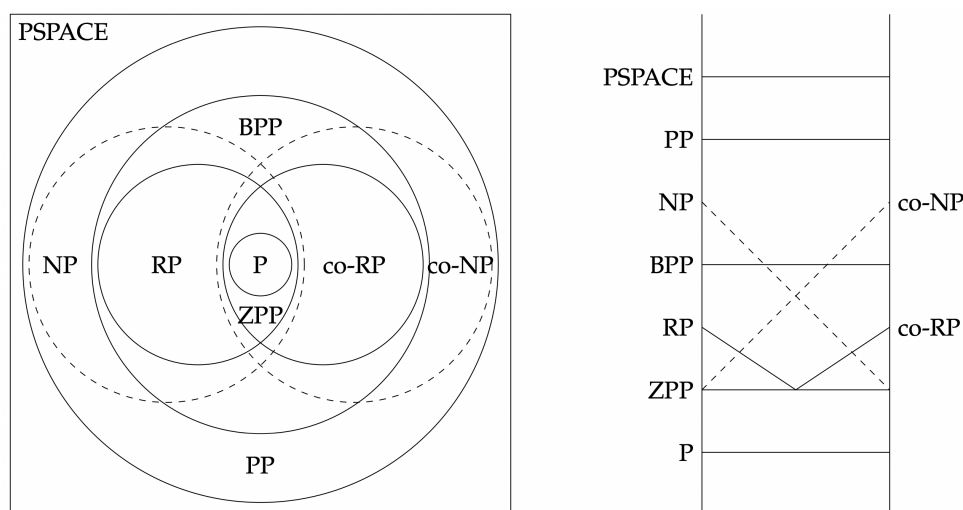 PSPACE
BPP
NP RP P co-RP co-NP
ZPP
PP
PSPACE
PP
NP co-NP
BPP
RP co-RP
ZPP
P